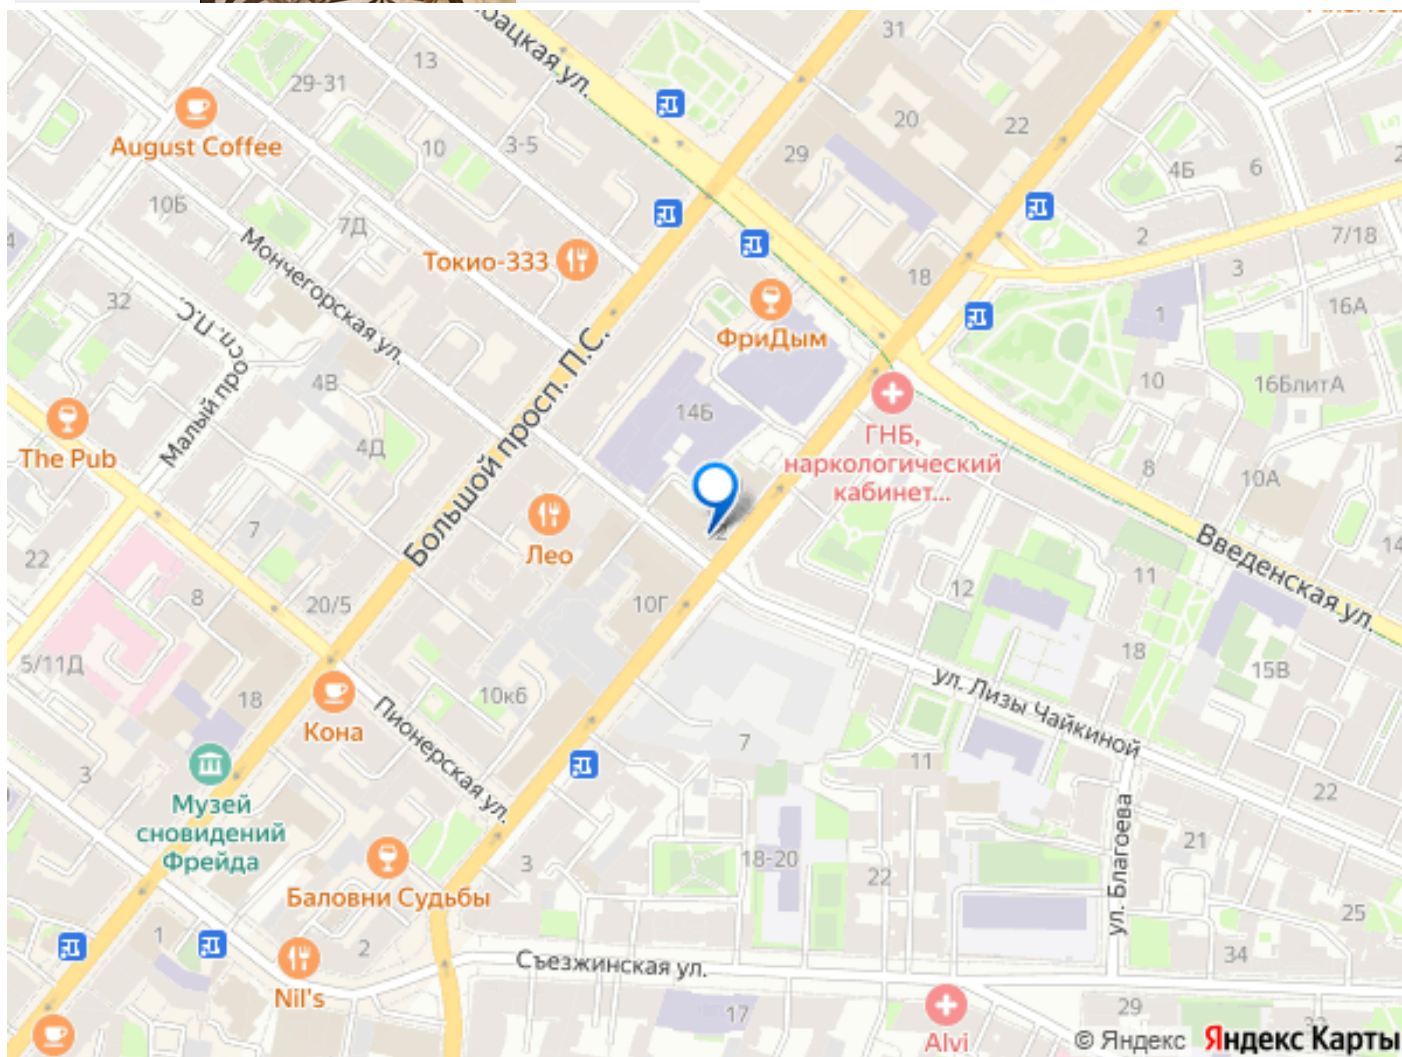 31
13
29-31
20
22
August Coffee
10
3-5
29
4Б
6
10Б
7Д
2
7/18
3
Мончегорская ул.
Токио-333
18
16А
32
1
Малый просп. П.С.
ФриДым
Большой просп. П.С.
4В
10
16БлитА
14Б
The Pub
4Д
ГНБ,
наркологический
кабинет...
8
10А
7
Лео
Введенская ул.
22
12
11
8
20/5
10Г
18
15В
5/11Д
18
10к6
ул. Лизы Чайкиной
Кона
Пионерская ул.
7
11
3
Музей
сновидений
Фрейда
22
ул. Благоева
21
3
18-20
22
Баловни Судьбы
25
1
2
34
Съезжинская ул.
Nil's
17
29
Alvi
© Яндекс Яндекс Карты